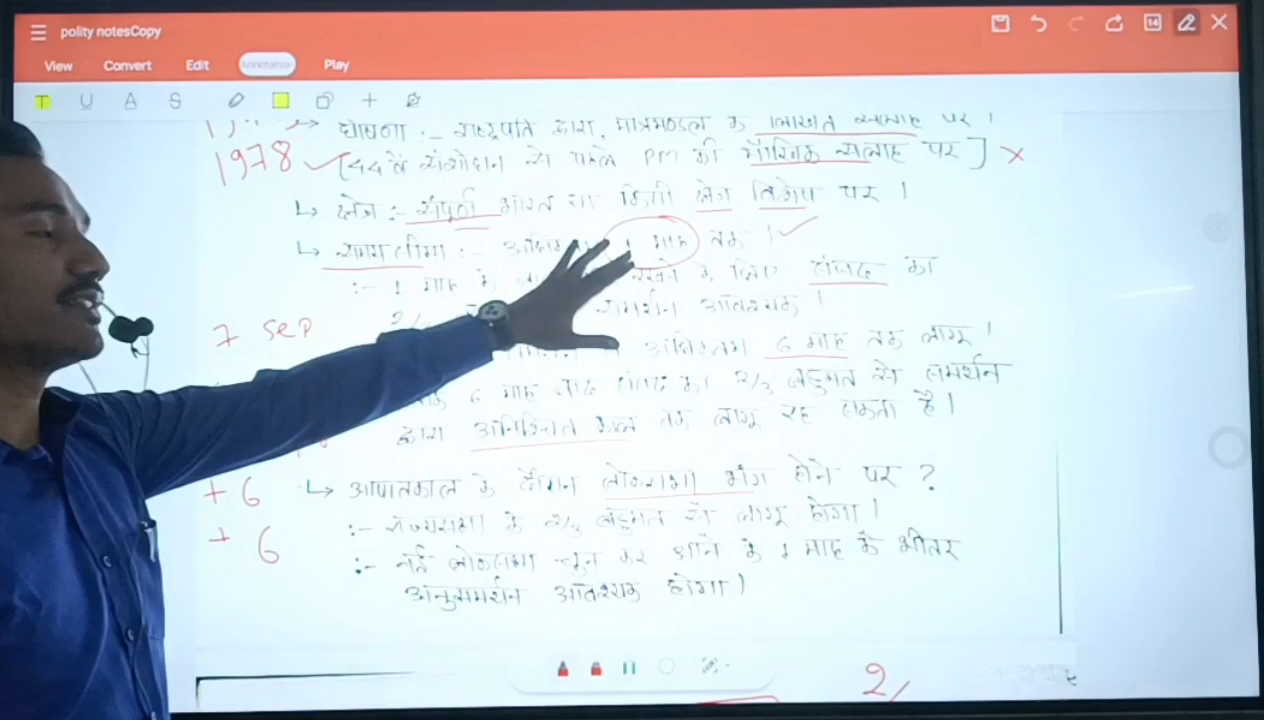 polity notesCopy
View Convert Edit Annotation Play
घोषणा :- राष्ट्रपति द्वारा, मंत्रिमण्डल के लिखित सलाह पर ।
1978 [44 वें संशोधन से पहले PM की मौखिक सलाह पर ] ×
↳ क्षेत्र :- संपूर्ण भारत या किसी क्षेत्र विशेष पर ।
↳ समय सीमा :- 1 माह तक ।
:- 1 माह के के लिए संसद का
7 sep समर्थन आवश्यक ।
अधिकतम 6 माह तक लागू ।
6 माह बाद संसद का 2/3 बहुमत से समर्थन
द्वारा अनिश्चित काल तक लागू रह सकता है ।
+ 6 ↳ आपातकाल के दौरान लोकसभा भंग होने पर ?
+ 6 :- राज्यसभा के 2/3 बहुमत से लागू होगा ।
:- नई लोकसभा चुन कर आने के 1 माह के भीतर
अनुसमर्थन आवश्यक होगा ।
2/